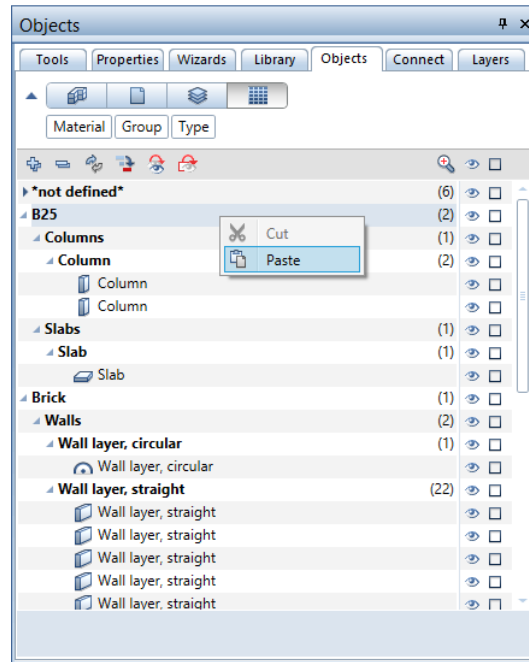 Objects
Tools Properties Wizards Library Objects Connect Layers
Material Group Type
*not defined* (6)
B25 (2)
Cut
Columns (1)
Paste
Column (2)
Column
Column
Slabs (1)
Slab (1)
Slab
Brick (1)
Walls (2)
Wall layer, circular (1)
Wall layer, circular
Wall layer, straight (22)
Wall layer, straight
Wall layer, straight
Wall layer, straight
Wall layer, straight
Wall layer, straight